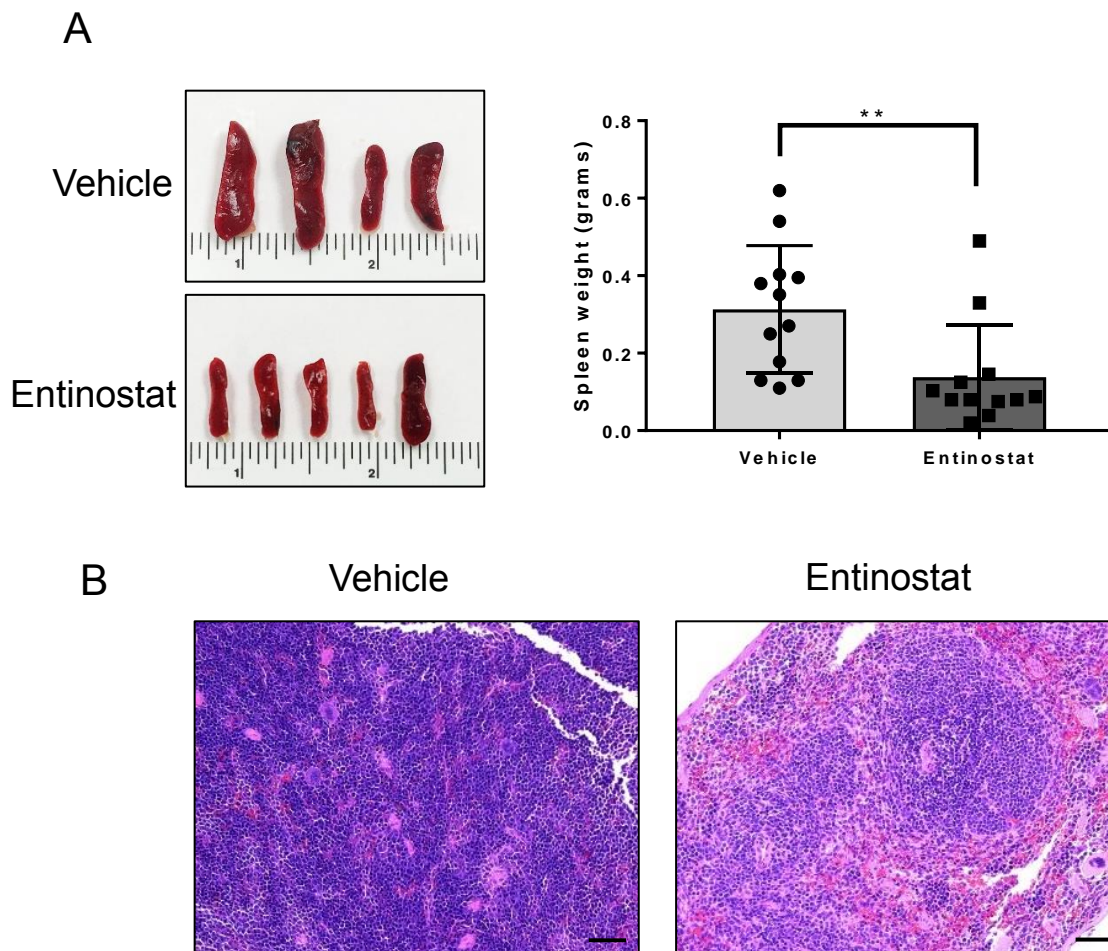 A
Vehicle
1 2
Entinostat
1 2
**
Spleen weight (grams)
0.8
0.6
0.4
0.2
0.0
Vehicle Entinostat
B
Vehicle Entinostat